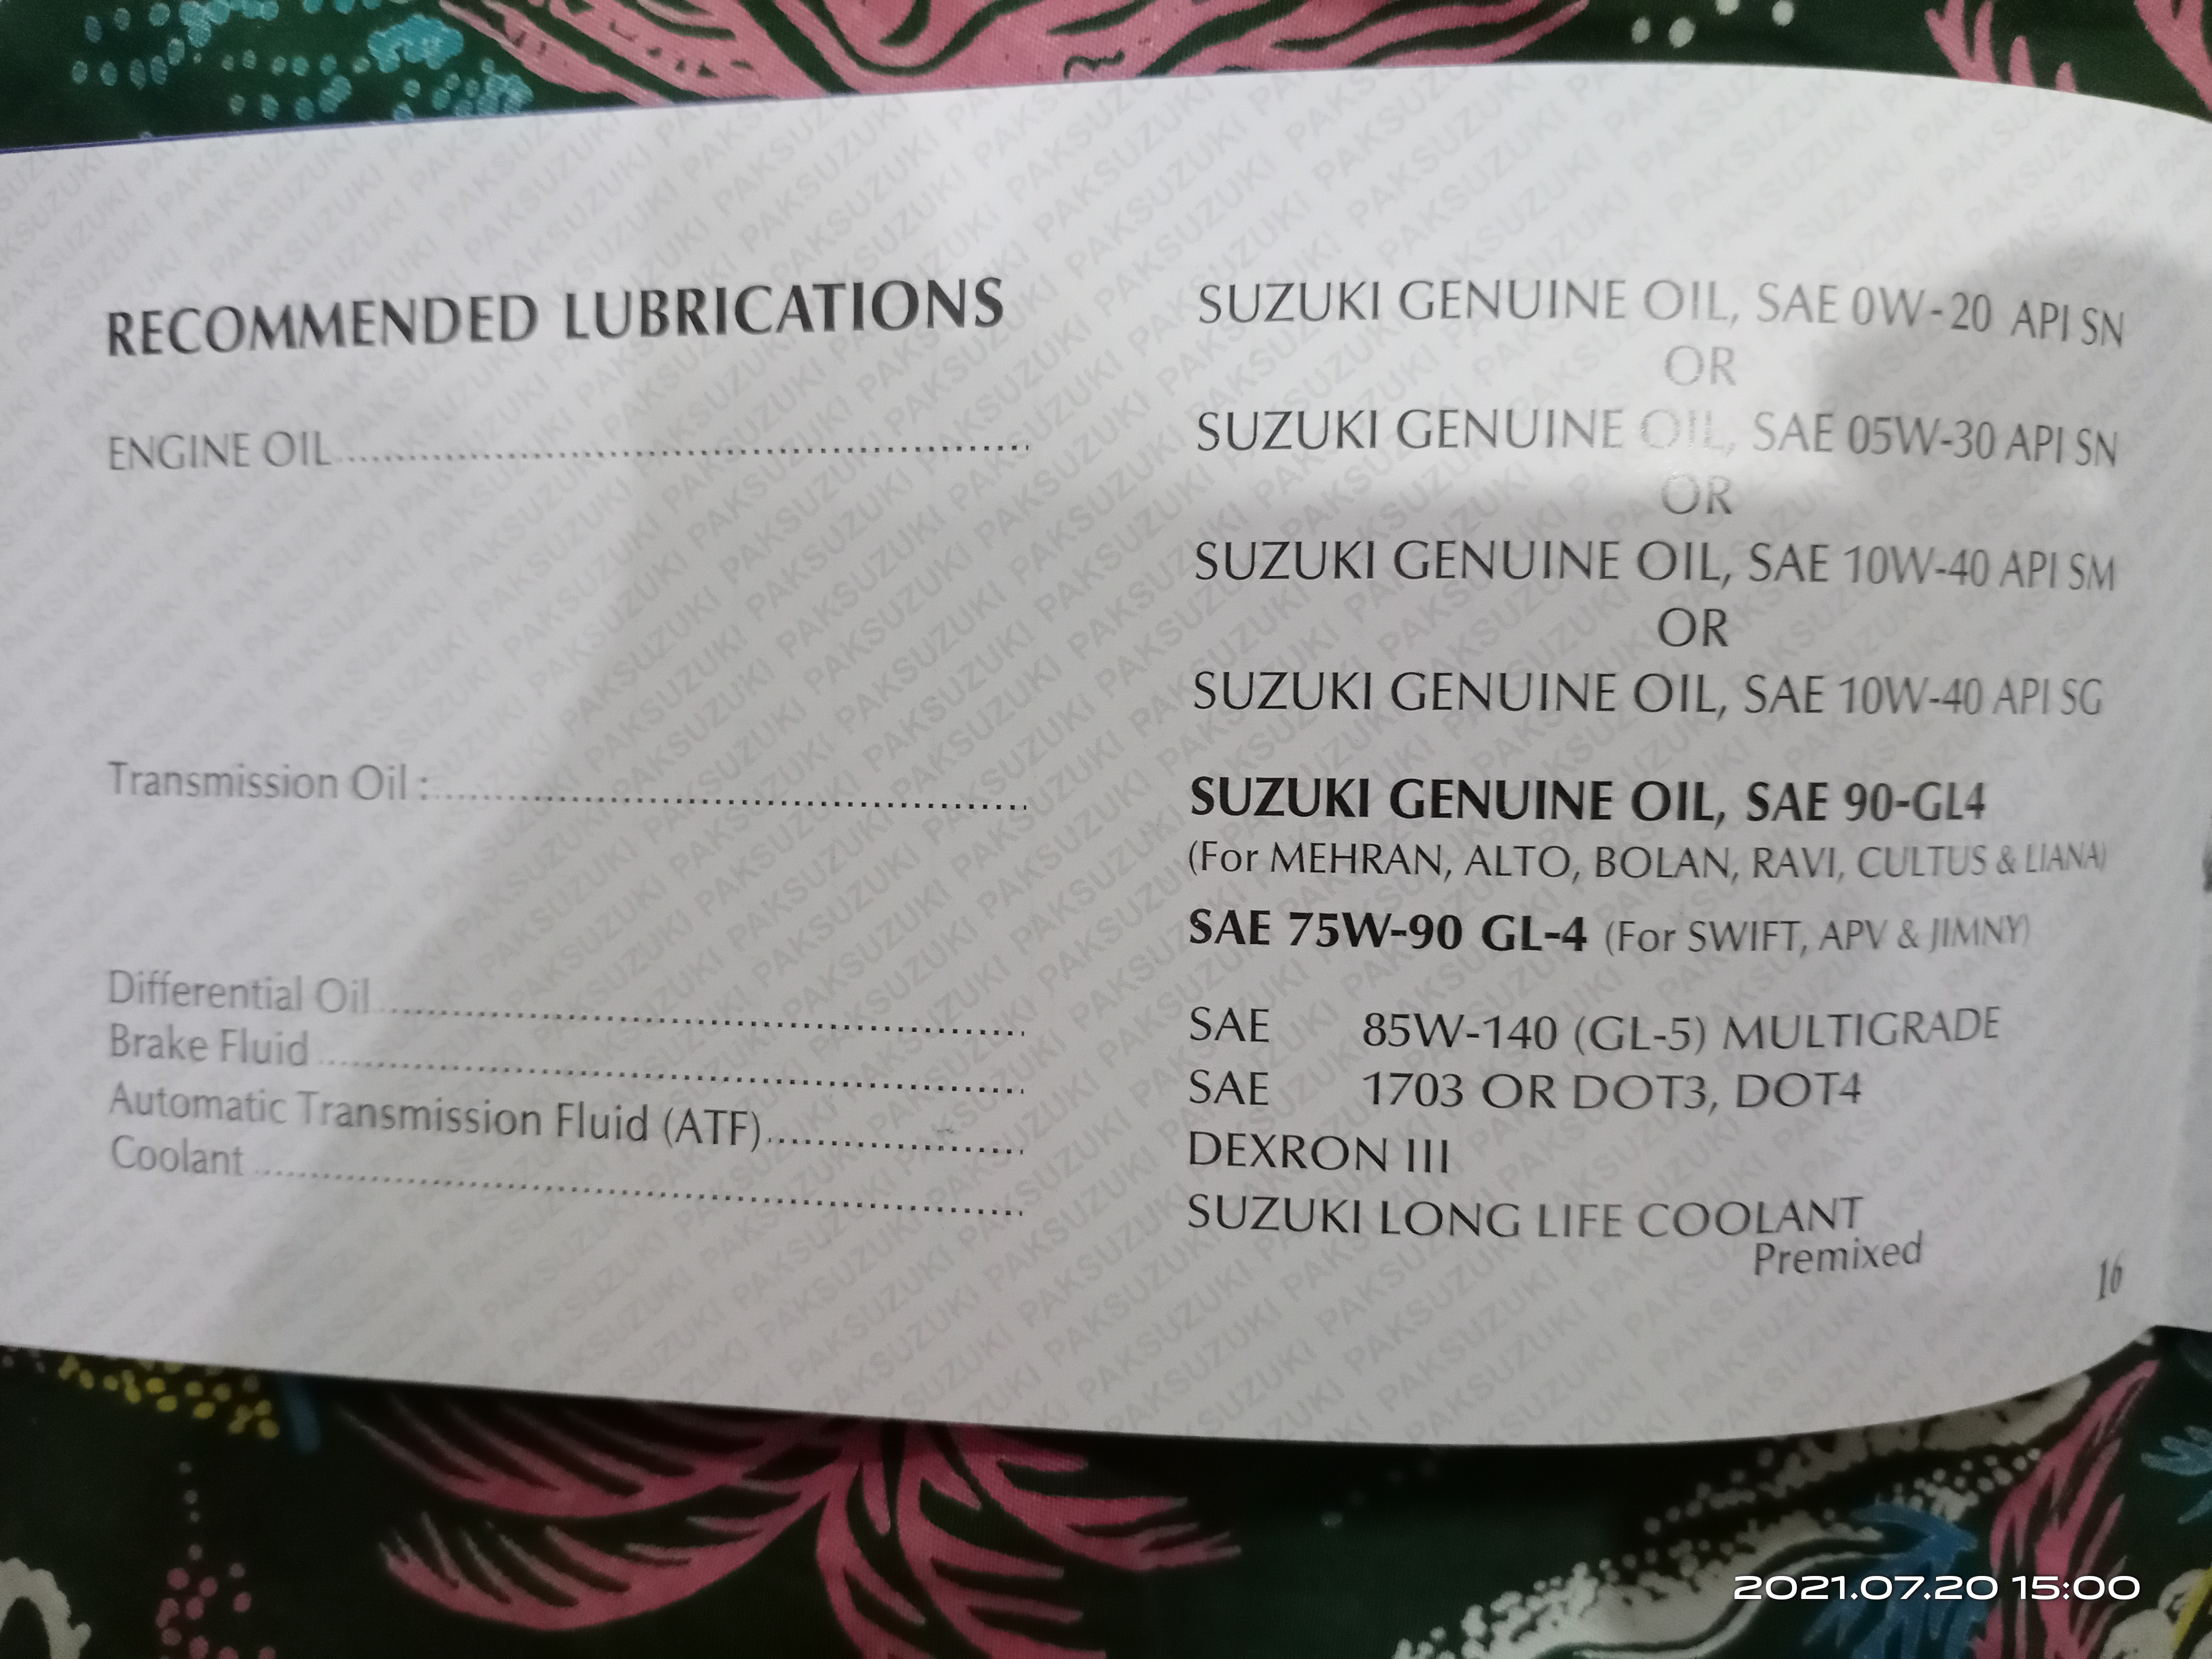 RECOMMENDED LUBRICATIONS
ENGINE OIL
SUZUKI GENUINE OIL, SAE 0W-20 API SN
OR
SUZUKI GENUINE OIL, SAE 05W-30 API SN
OR
SUZUKI GENUINE OIL, SAE 10W-40 API SM
OR
SUZUKI GENUINE OIL, SAE 10W-40 API SG
Transmission Oil :
SUZUKI GENUINE OIL, SAE 90-GL4
(For MEHRAN, ALTO, BOLAN, RAVI, CULTUS & LIANA)
SAE 75W-90 GL-4 (For SWIFT, APV & JIMNY)
Differential Oil SAE 85W-140 (GL-5) MULTIGRADE
Brake Fluid SAE 1703 OR DOT3, DOT4
Automatic Transmission Fluid (ATF) DEXRON III
Coolant SUZUKI LONG LIFE COOLANT
Premixed
16
PAKSUZUKI
2021.07.20 15:00